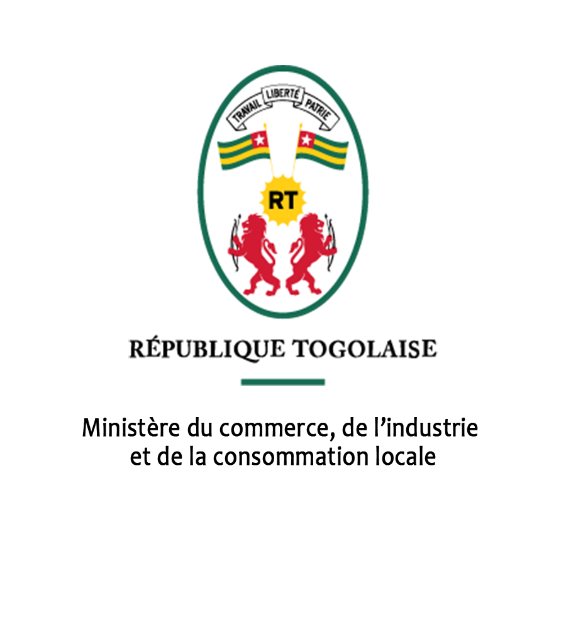 TRAVAIL LIBERTÉ PATRIE
RT
RÉPUBLIQUE TOGOLAISE
Ministère du commerce, de l’industrie
et de la consommation locale